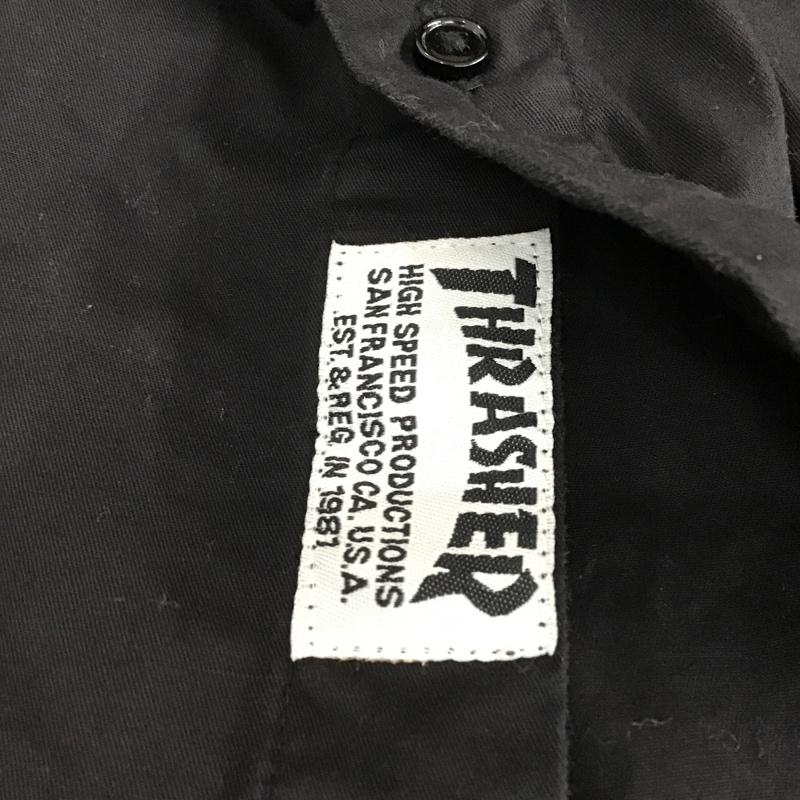 THRASHER
HIGH SPEED PRODUCTIONS
SAN FRANCISCO CA. U.S.A.
EST. & REG. IN 1981